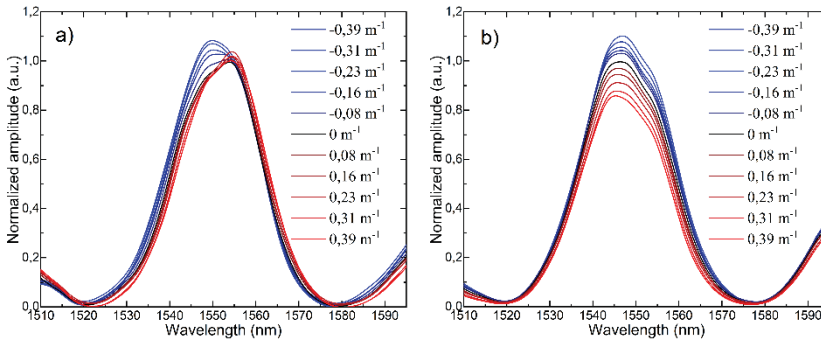 a)
Normalized amplitude (a.u.)
1,2
1,0
0,8
0,6
0,4
0,2
0,0
1510 1520 1530 1540 1550 1560 1570 1580 1590
Wavelength (nm)
-0,39 m⁻¹
-0,31 m⁻¹
-0,23 m⁻¹
-0,16 m⁻¹
-0,08 m⁻¹
0 m⁻¹
0,08 m⁻¹
0,16 m⁻¹
0,23 m⁻¹
0,31 m⁻¹
0,39 m⁻¹
b)
Normalized amplitude (a.u.)
1,2
1,0
0,8
0,6
0,4
0,2
0,0
1510 1520 1530 1540 1550 1560 1570 1580 1590
Wavelength (nm)
-0,39 m⁻¹
-0,31 m⁻¹
-0,23 m⁻¹
-0,16 m⁻¹
-0,08 m⁻¹
0 m⁻¹
0,08 m⁻¹
0,16 m⁻¹
0,23 m⁻¹
0,31 m⁻¹
0,39 m⁻¹